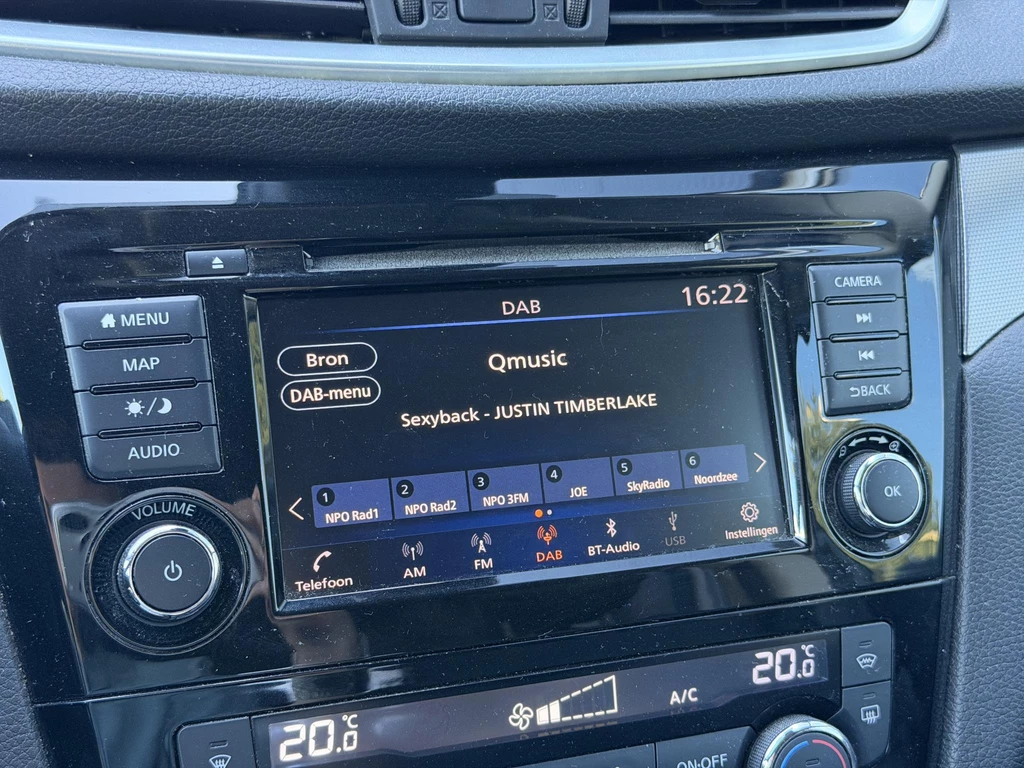 MENU
MAP
AUDIO
VOLUME
DAB
16:22
Bron
DAB-menu
Qmusic
Sexyback - JUSTIN TIMBERLAKE
1 NPO Rad1
2 NPO Rad2
3 NPO 3FM
4 JOE
5 SkyRadio
6 Noordzee
Telefoon
AM
FM
DAB
BT-Audio
USB
Instellingen
CAMERA
BACK
OK
20.0 °C
A/C
20.0 °C
ON·OFF